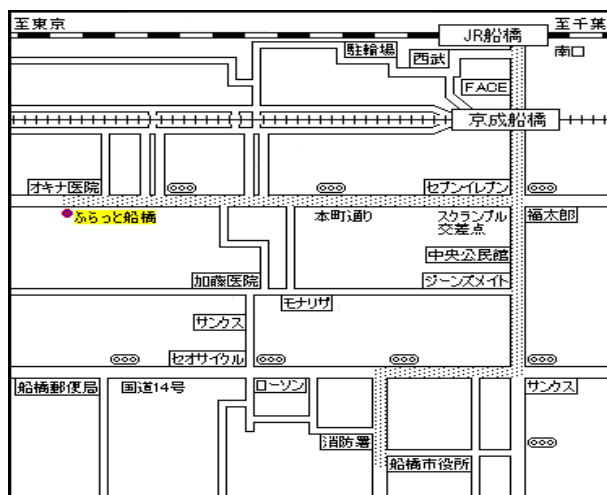 至東京
JR船橋
至千葉
駐輪場
西武
南口
FACE
京成船橋
オキナ医院
セブンイレブン
ふらっと船橋
本町通り
スクランブル
交差点
福太郎
中央公民館
加藤医院
ジーンズメイト
モナリザ
サンクス
セオサイクル
船橋郵便局
国道14号
ローソン
サンクス
消防署
船橋市役所